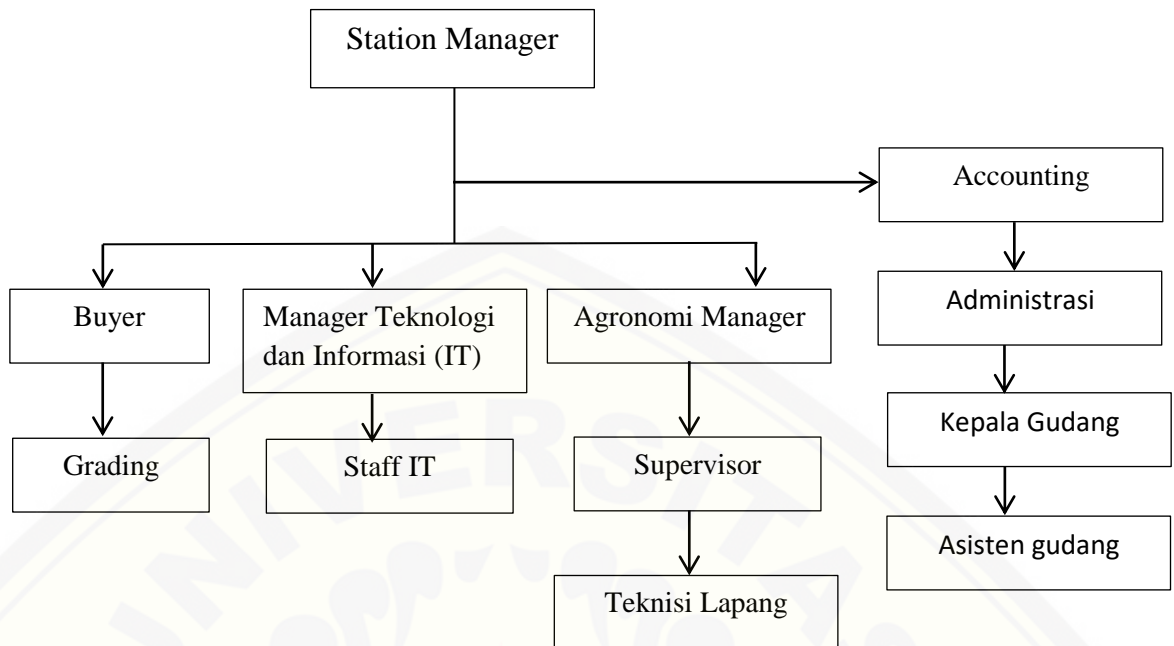 Station Manager
Accounting
Administrasi
Buyer
Manager Teknologi
dan Informasi (IT)
Agronomi Manager
Kepala Gudang
Grading
Staff IT
Supervisor
Asisten gudang
Teknisi Lapang
UNIVERSITAS